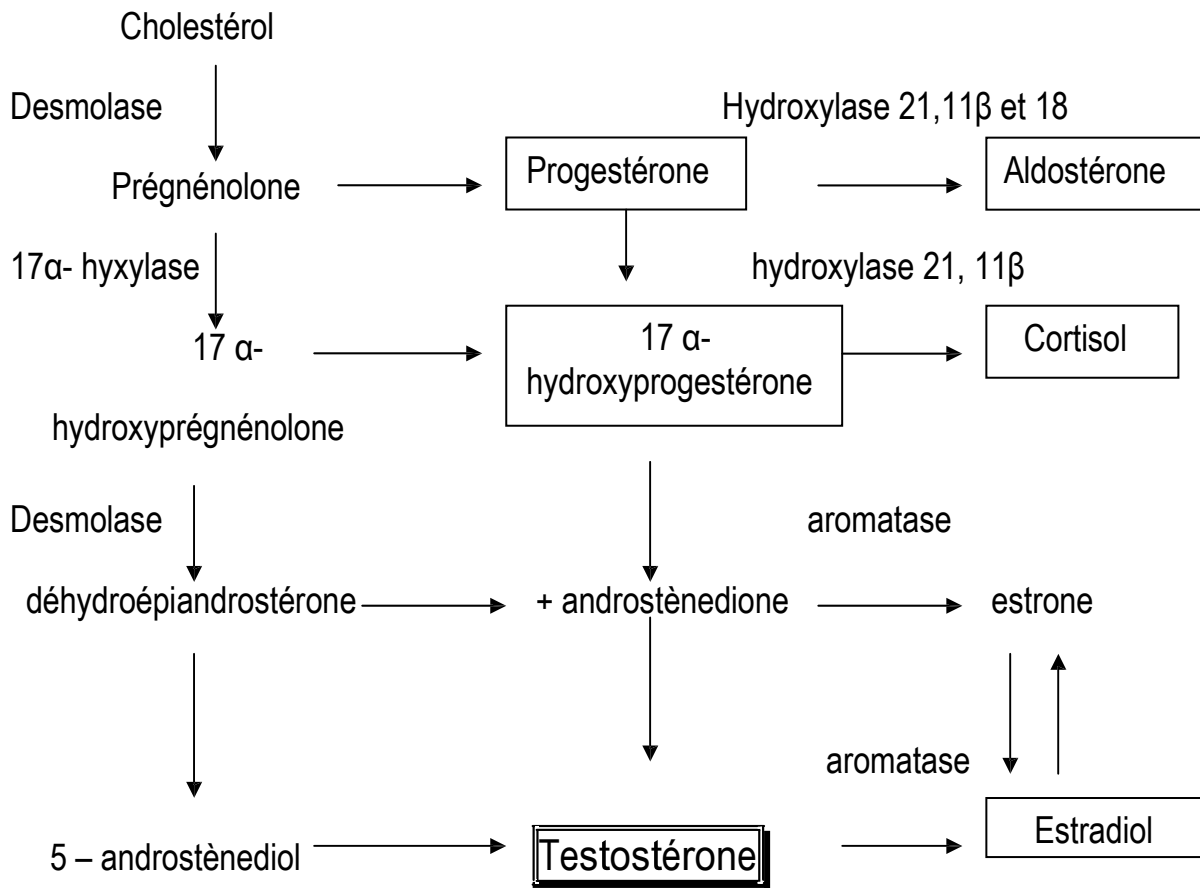 Cholestérol
Desmolase
Hydroxylase 21,11β et 18
Prégnénolone
Progestérone
Aldostérone
17α- hyxylase
hydroxylase 21, 11β
17 α-
hydroxyprégnénolone
17 α-
hydroxyprogestérone
Cortisol
Desmolase
aromatase
déhydroépiandrostérone
+ androstènedione
estrone
aromatase
5 – androstènediol
Testostérone
Estradiol